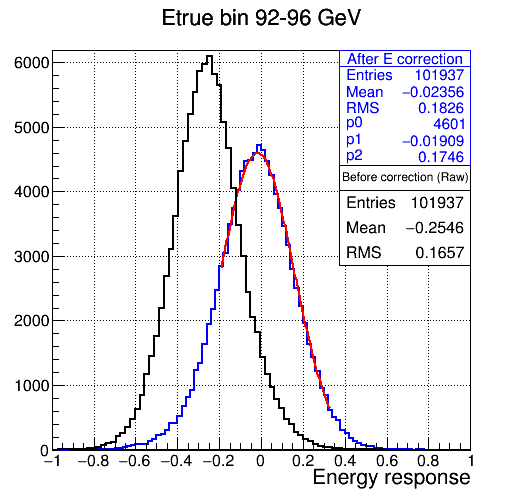 Etrue bin 92-96 GeV
After E correction
Entries 101937
Mean −0.02356
RMS 0.1826
p0 4601
p1 −0.01909
p2 0.1746
Before correction (Raw)
Entries 101937
Mean −0.2546
RMS 0.1657
6000
5000
4000
3000
2000
1000
0
−1 −0.8 −0.6 −0.4 −0.2 0 0.2 0.4 0.6 0.8 1
Energy response